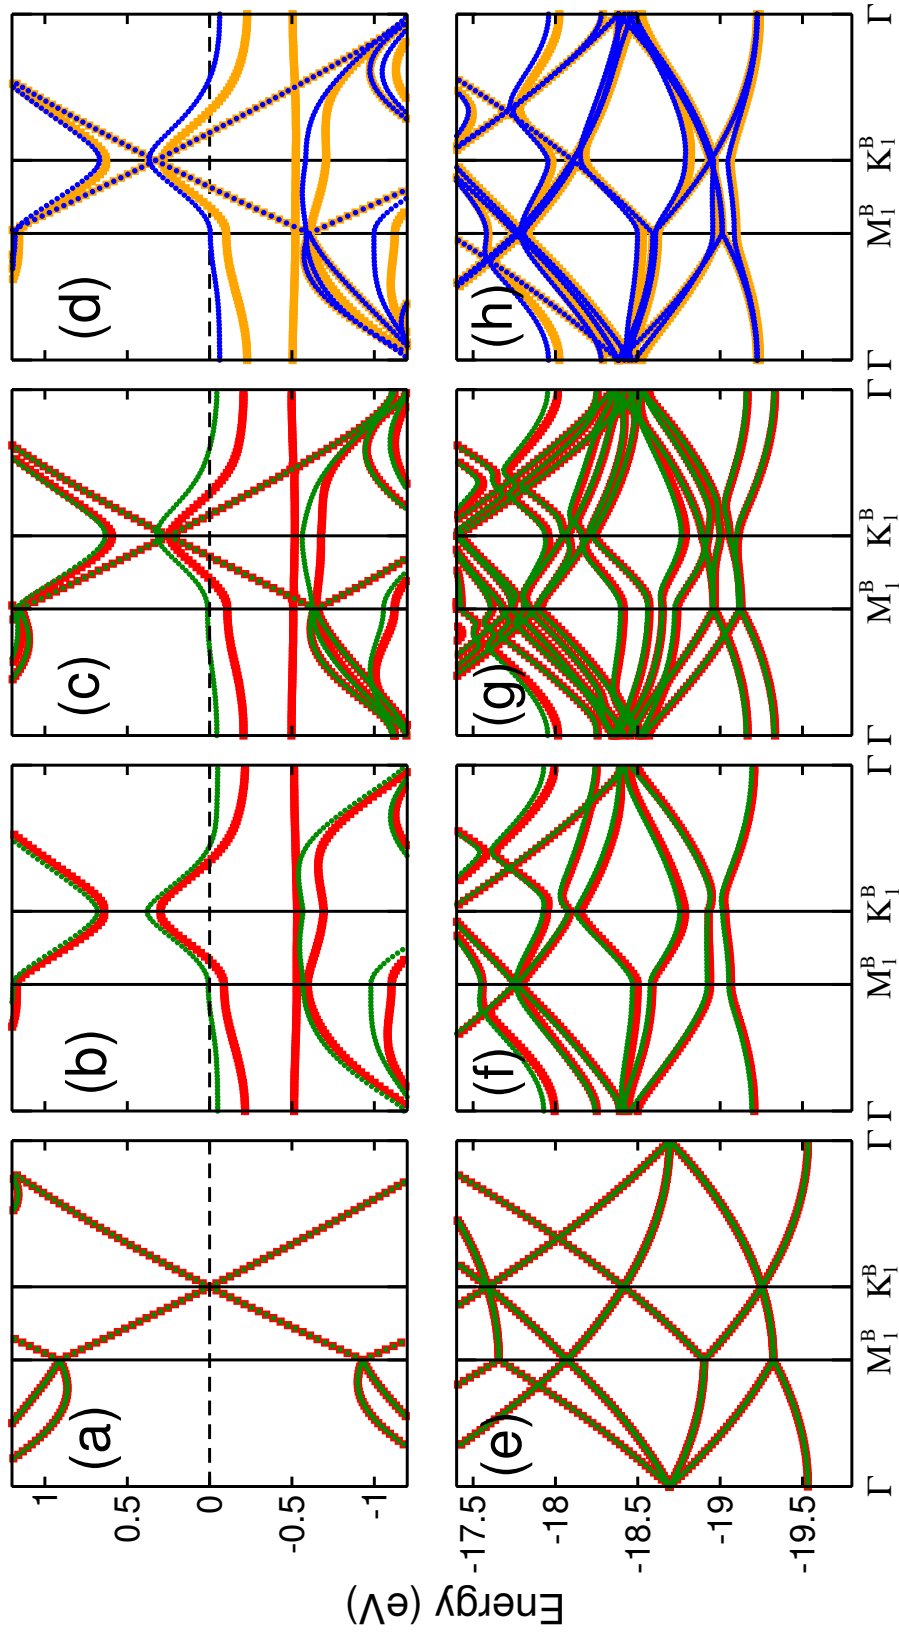 (a)
(b)
(c)
(d)
1
0.5
0
-0.5
-1
Energy (eV)
(e)
(f)
(g)
(h)
-17.5
-18
-18.5
-19
-19.5
Γ M₁ᴮ K₁ᴮ Γ Γ M₁ᴮ K₁ᴮ Γ Γ M₁ᴮ K₁ᴮ Γ Γ M₁ᴮ K₁ᴮ Γ